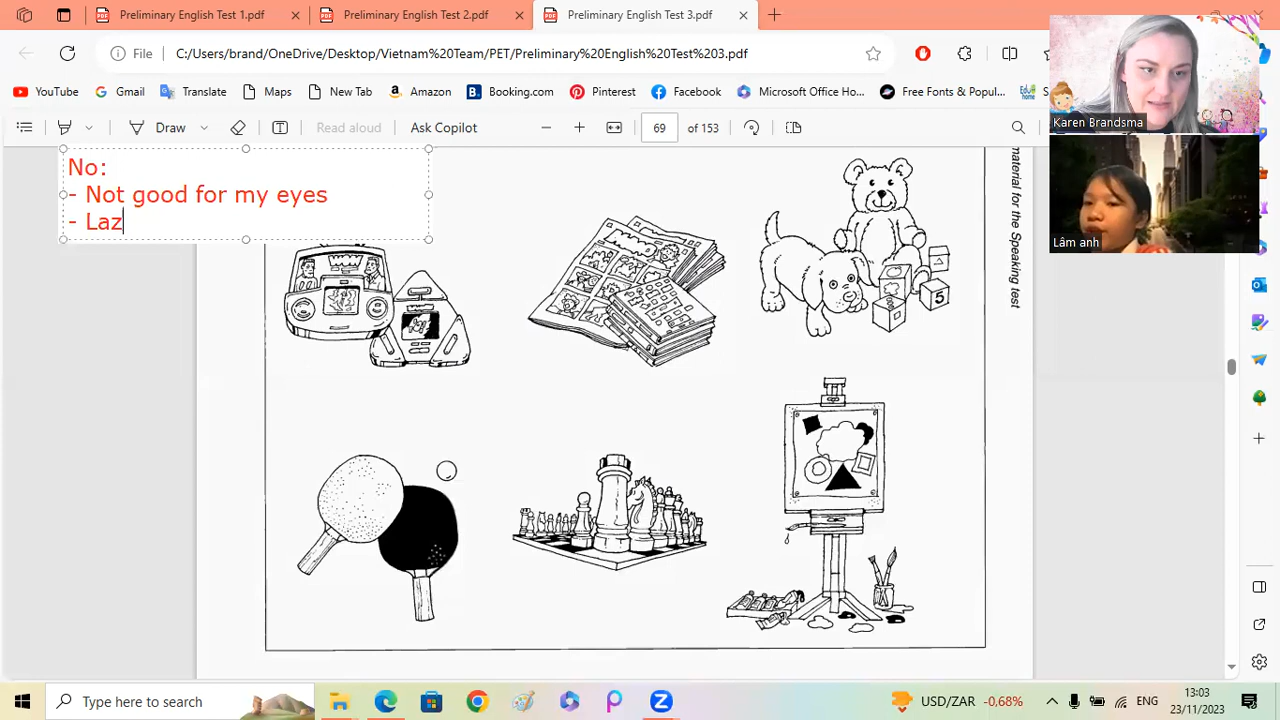 Preliminary English Test 1.pdf
Preliminary English Test 2.pdf
Preliminary English Test 3.pdf
File
C:/Users/brand/OneDrive/Desktop/Vietnam%20Team/PET/Preliminary%20English%20Test%203.pdf
YouTube
Gmail
Translate
Maps
New Tab
Amazon
Booking.com
Pinterest
Facebook
Microsoft Office Ho...
Free Fonts & Popul...
S
Draw
Read aloud
Ask Copilot
69
of 153
Karen Brandsma
Lâm anh
No:
- Not good for my eyes
- Laz
material for the Speaking test
WOW
5
Type here to search
USD/ZAR
-0,68%
ENG
13:03
23/11/2023